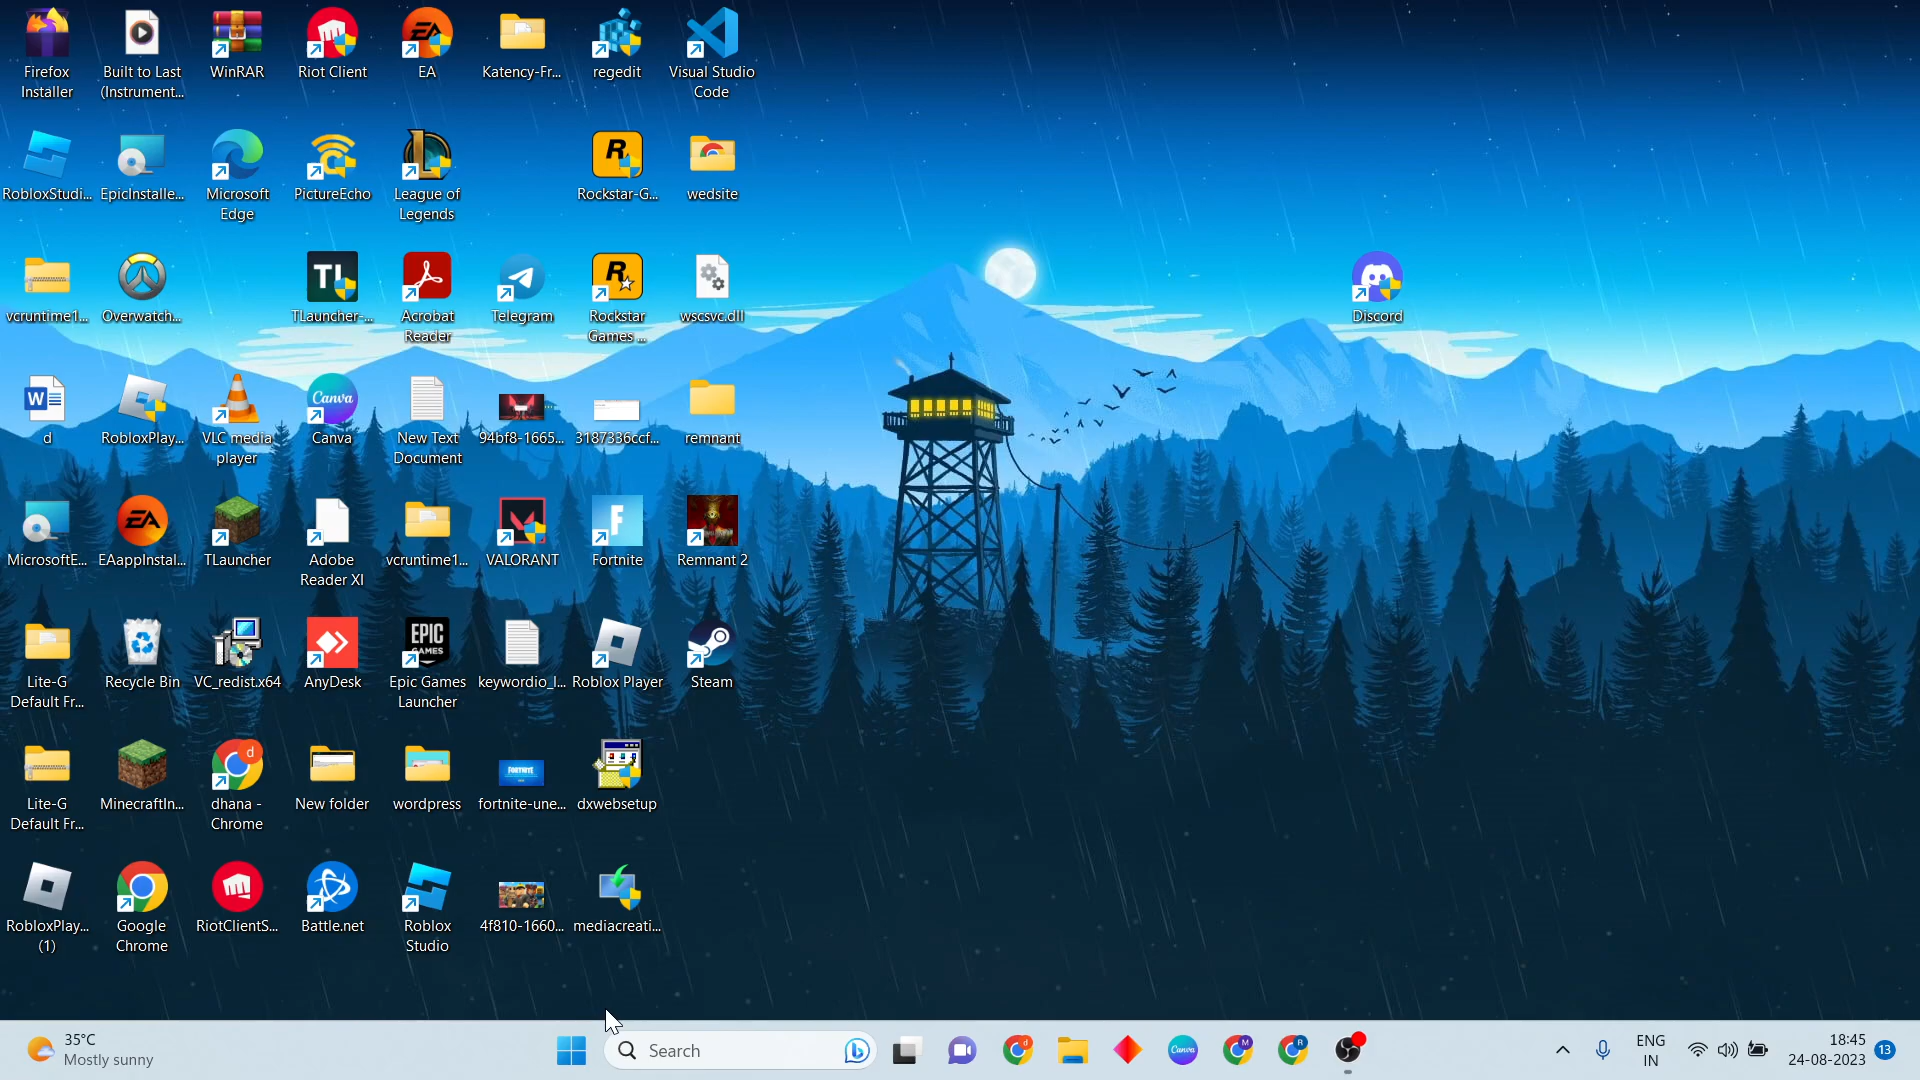 Firefox
Installer
Built to Last
(Instrument...
WinRAR
Riot Client
EA
Katency-Fr...
regedit
Visual Studio
Code
RobloxStudi...
EpicInstalle...
Microsoft
Edge
PictureEcho
League of
Legends
Rockstar-G...
wedsite
vcruntime1...
Overwatch...
TLauncher-...
Acrobat
Reader
Telegram
Rockstar
Games ...
wscsvc.dll
Discord
d
RobloxPlay...
VLC media
player
Canva
New Text
Document
94bf8-1665...
3187336ccf...
remnant
MicrosoftE...
EAappInstal...
TLauncher
Adobe
Reader XI
vcruntime1...
VALORANT
Fortnite
Remnant 2
Lite-G
Default Fr...
Recycle Bin
VC_redist.x64
AnyDesk
Epic Games
Launcher
keywordio_l...
Roblox Player
Steam
Lite-G
Default Fr...
MinecraftIn...
dhana -
Chrome
New folder
wordpress
fortnite-une...
dxwebsetup
RobloxPlay...
(1)
Google
Chrome
RiotClientS...
Battle.net
Roblox
Studio
4f810-1660...
mediacreati...
35°C
Mostly sunny
Search
ENG
IN
18:45
24-08-2023
13